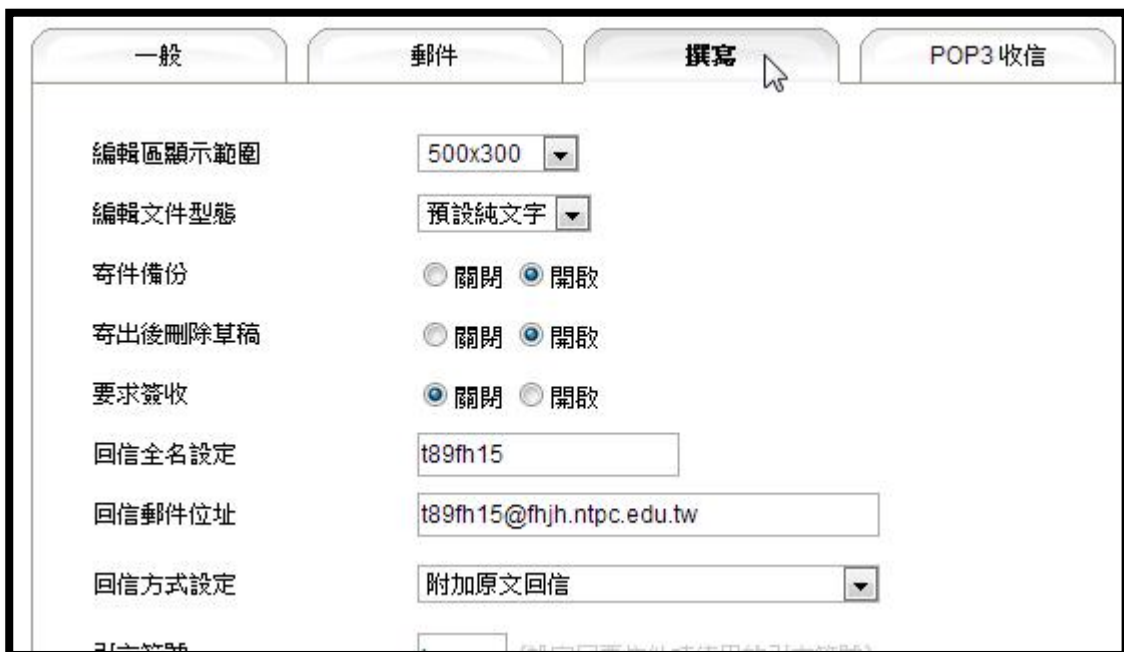 一般 郵件 撰寫 POP3 收信
編輯區顯示範圍 500x300
編輯文件型態 預設純文字
寄件備份 關閉 開啟
寄出後刪除草稿 關閉 開啟
要求簽收 關閉 開啟
回信全名設定 t89fh15
回信郵件位址 t89fh15@fhjh.ntpc.edu.tw
回信方式設定 附加原文回信